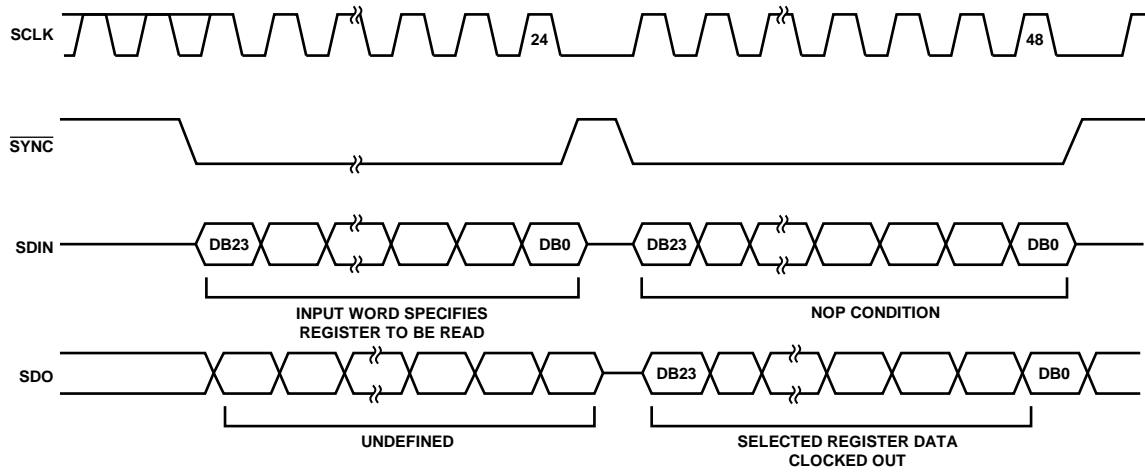 SCLK
24
48
SYNC
SDIN
DB23
DB0
DB23
DB0
INPUT WORD SPECIFIES
REGISTER TO BE READ
NOP CONDITION
SDO
DB23
DB0
UNDEFINED
SELECTED REGISTER DATA
CLOCKED OUT